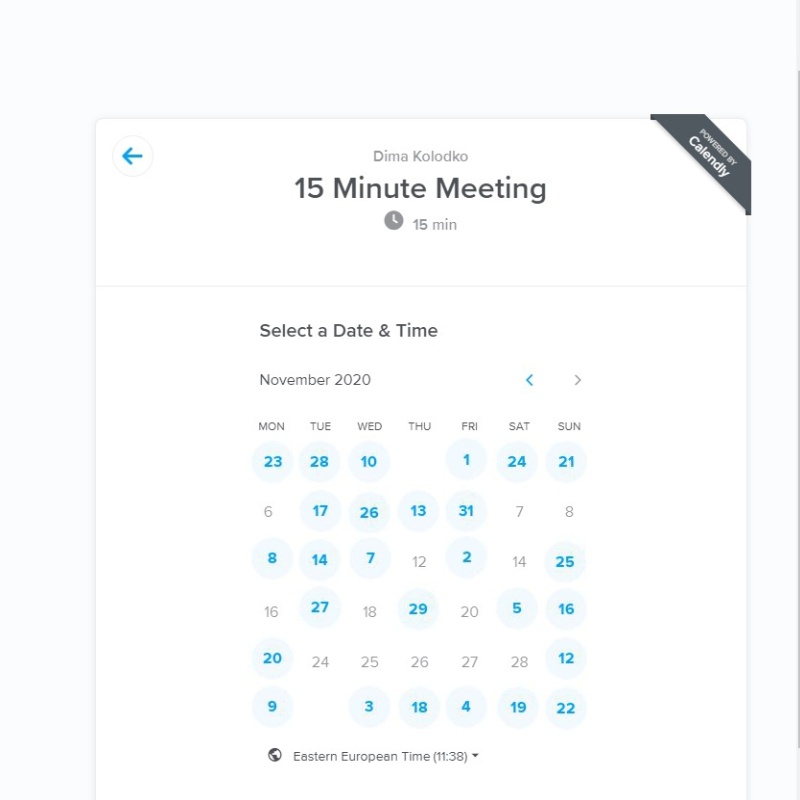 POWERED BY
Calendly
Dima Kolodko
15 Minute Meeting
15 min
Select a Date & Time
November 2020
MON TUE WED THU FRI SAT SUN
23 28 10 1 24 21
6 17 26 13 31 7 8
8 14 7 12 2 14 25
16 27 18 29 20 5 16
20 24 25 26 27 28 12
9 3 18 4 19 22
Eastern European Time (11:38)